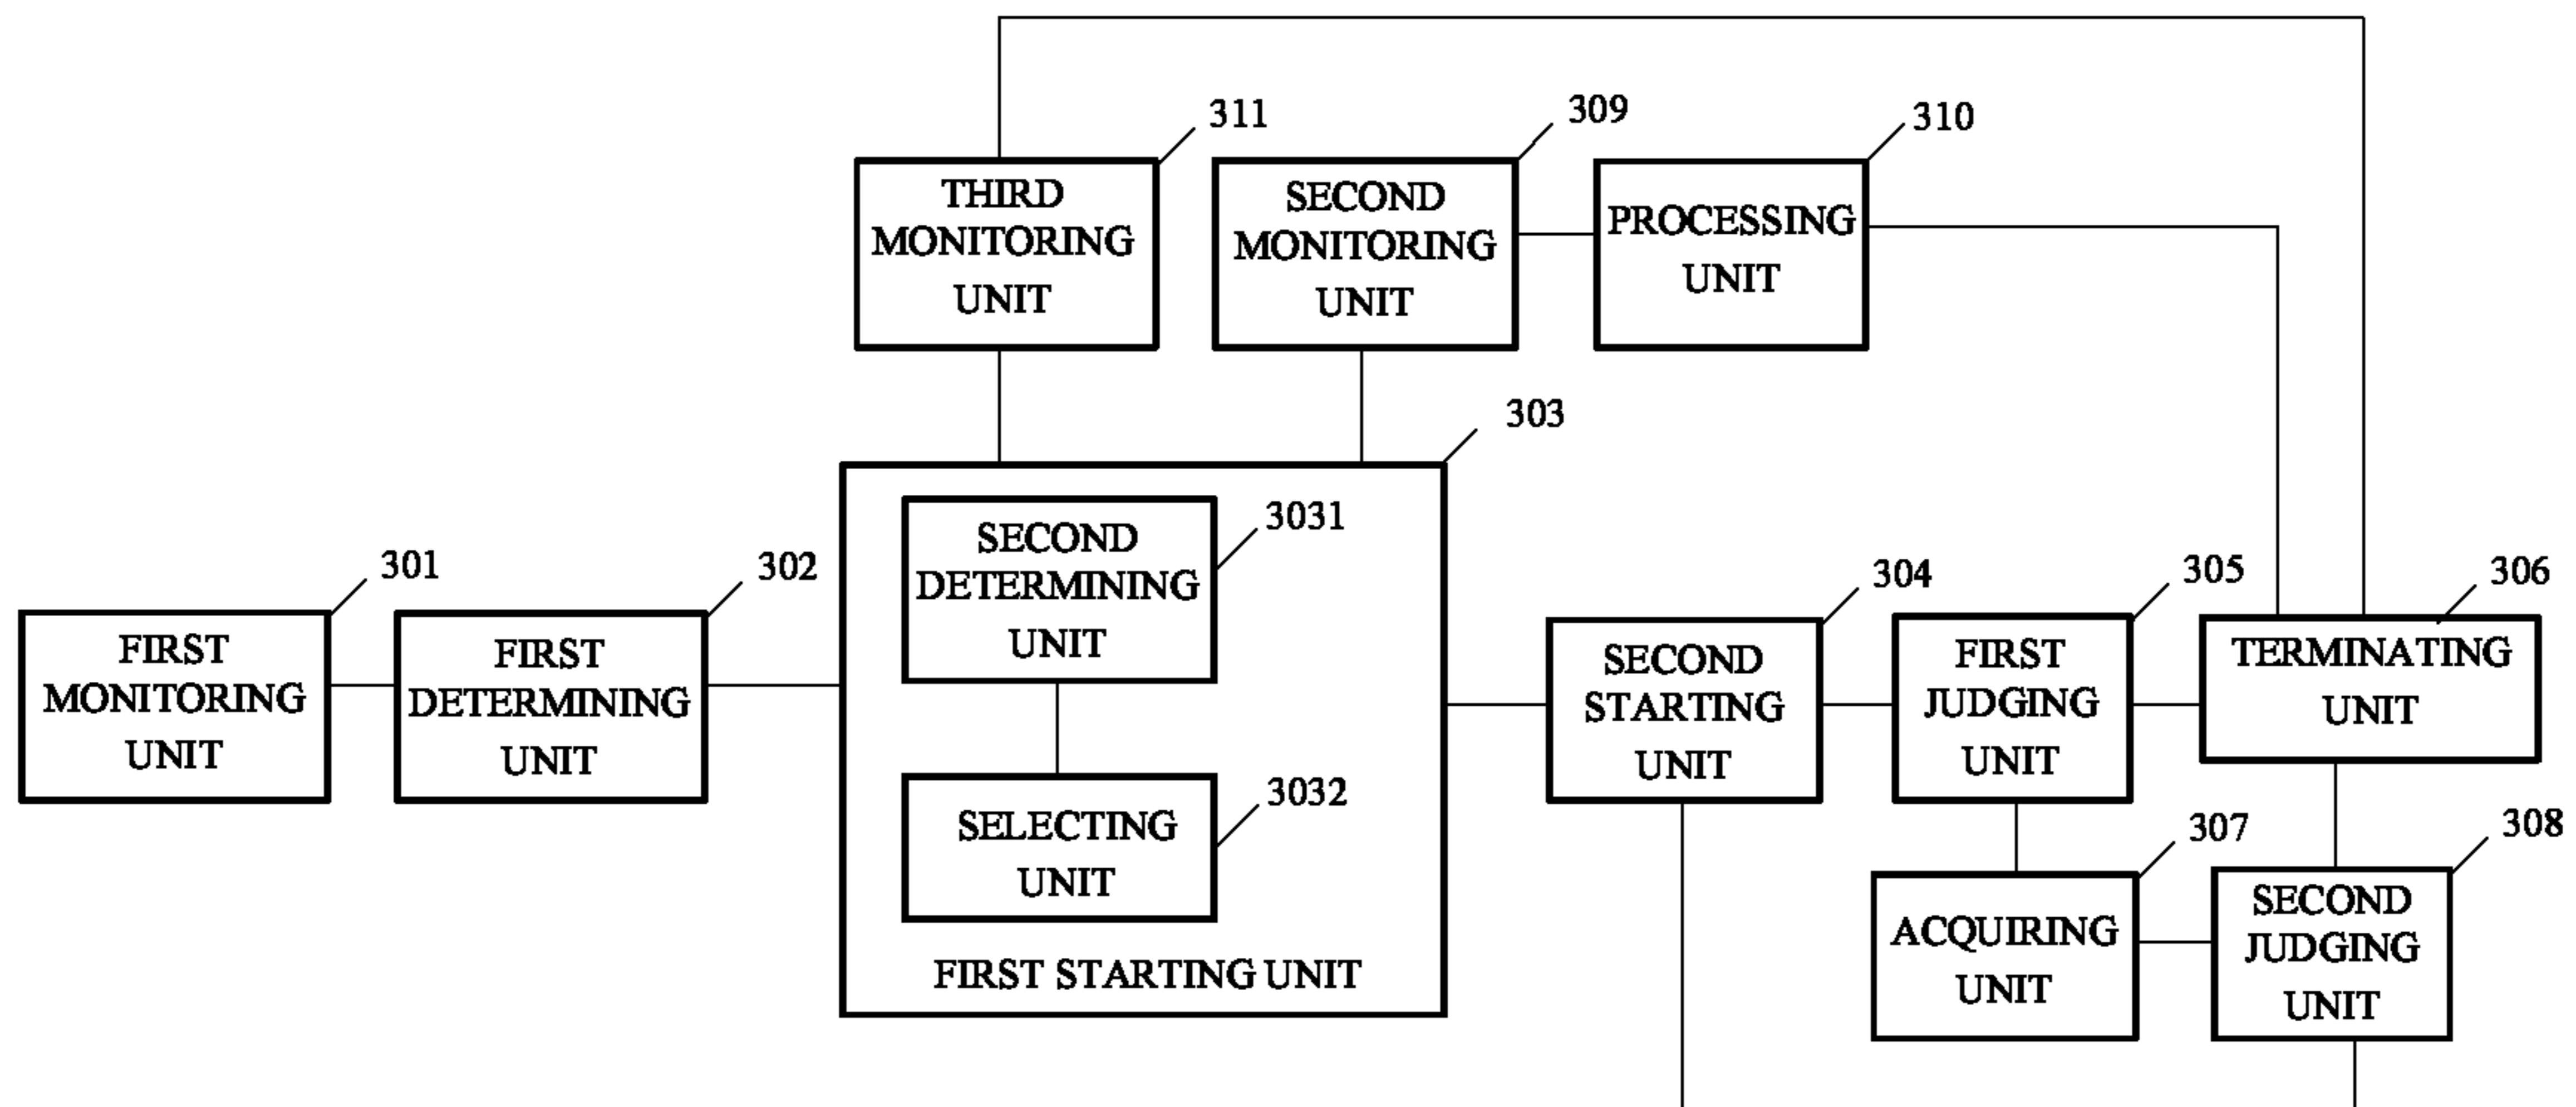 311
309
310
THIRD
MONITORING
UNIT
SECOND
MONITORING
UNIT
PROCESSING
UNIT
303
3031
SECOND
DETERMINING
UNIT
301
302
304
305
306
FIRST
MONITORING
UNIT
FIRST
DETERMINING
UNIT
SECOND
STARTING
UNIT
FIRST
JUDGING
UNIT
TERMINATING
UNIT
3032
SELECTING
UNIT
FIRST STARTING UNIT
307
308
ACQUIRING
UNIT
SECOND
JUDGING
UNIT